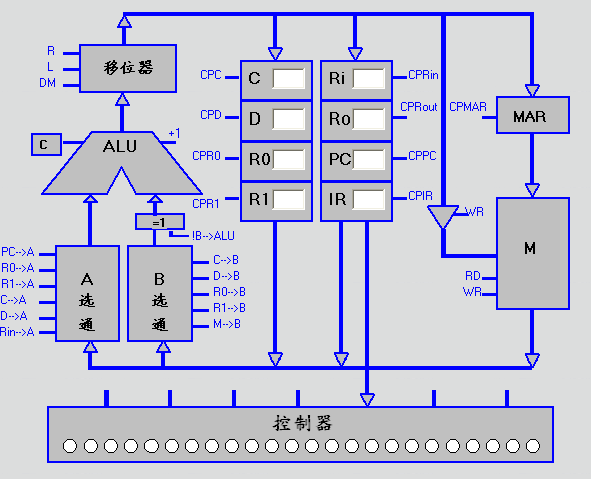 R
L
DM
移位器
C
ALU
+1
=1
!B-->ALU
PC-->A
R0-->A
R1-->A
C-->A
D-->A
Rin-->A
A
选
通
B
选
通
C-->B
D-->B
R0-->B
R1-->B
M-->B
CPC
C
CPD
D
CPR0
R0
CPR1
R1
Ri
CPRin
Ro
CPRout
PC
CPPC
IR
CPIR
CPMAR
MAR
WR
M
RD
WR
控制器